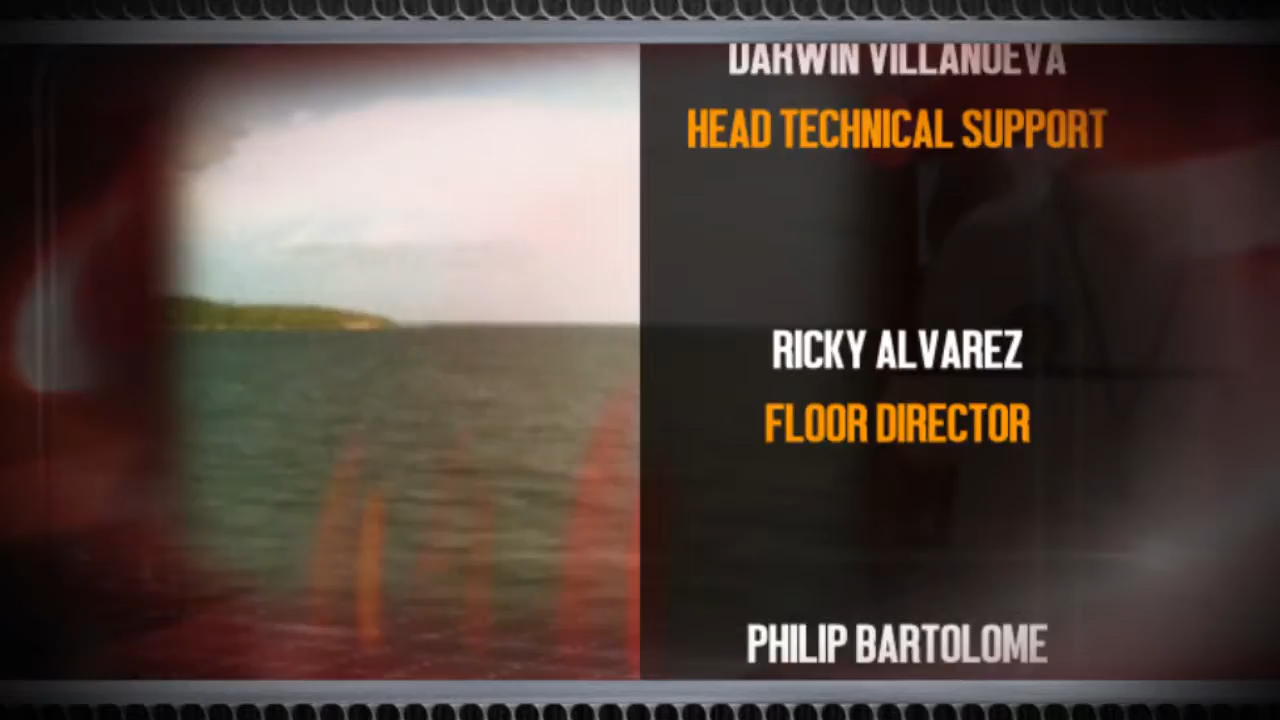 DARWIN VILLANUEVA
HEAD TECHNICAL SUPPORT
RICKY ALVAREZ
FLOOR DIRECTOR
PHILIP BARTOLOME